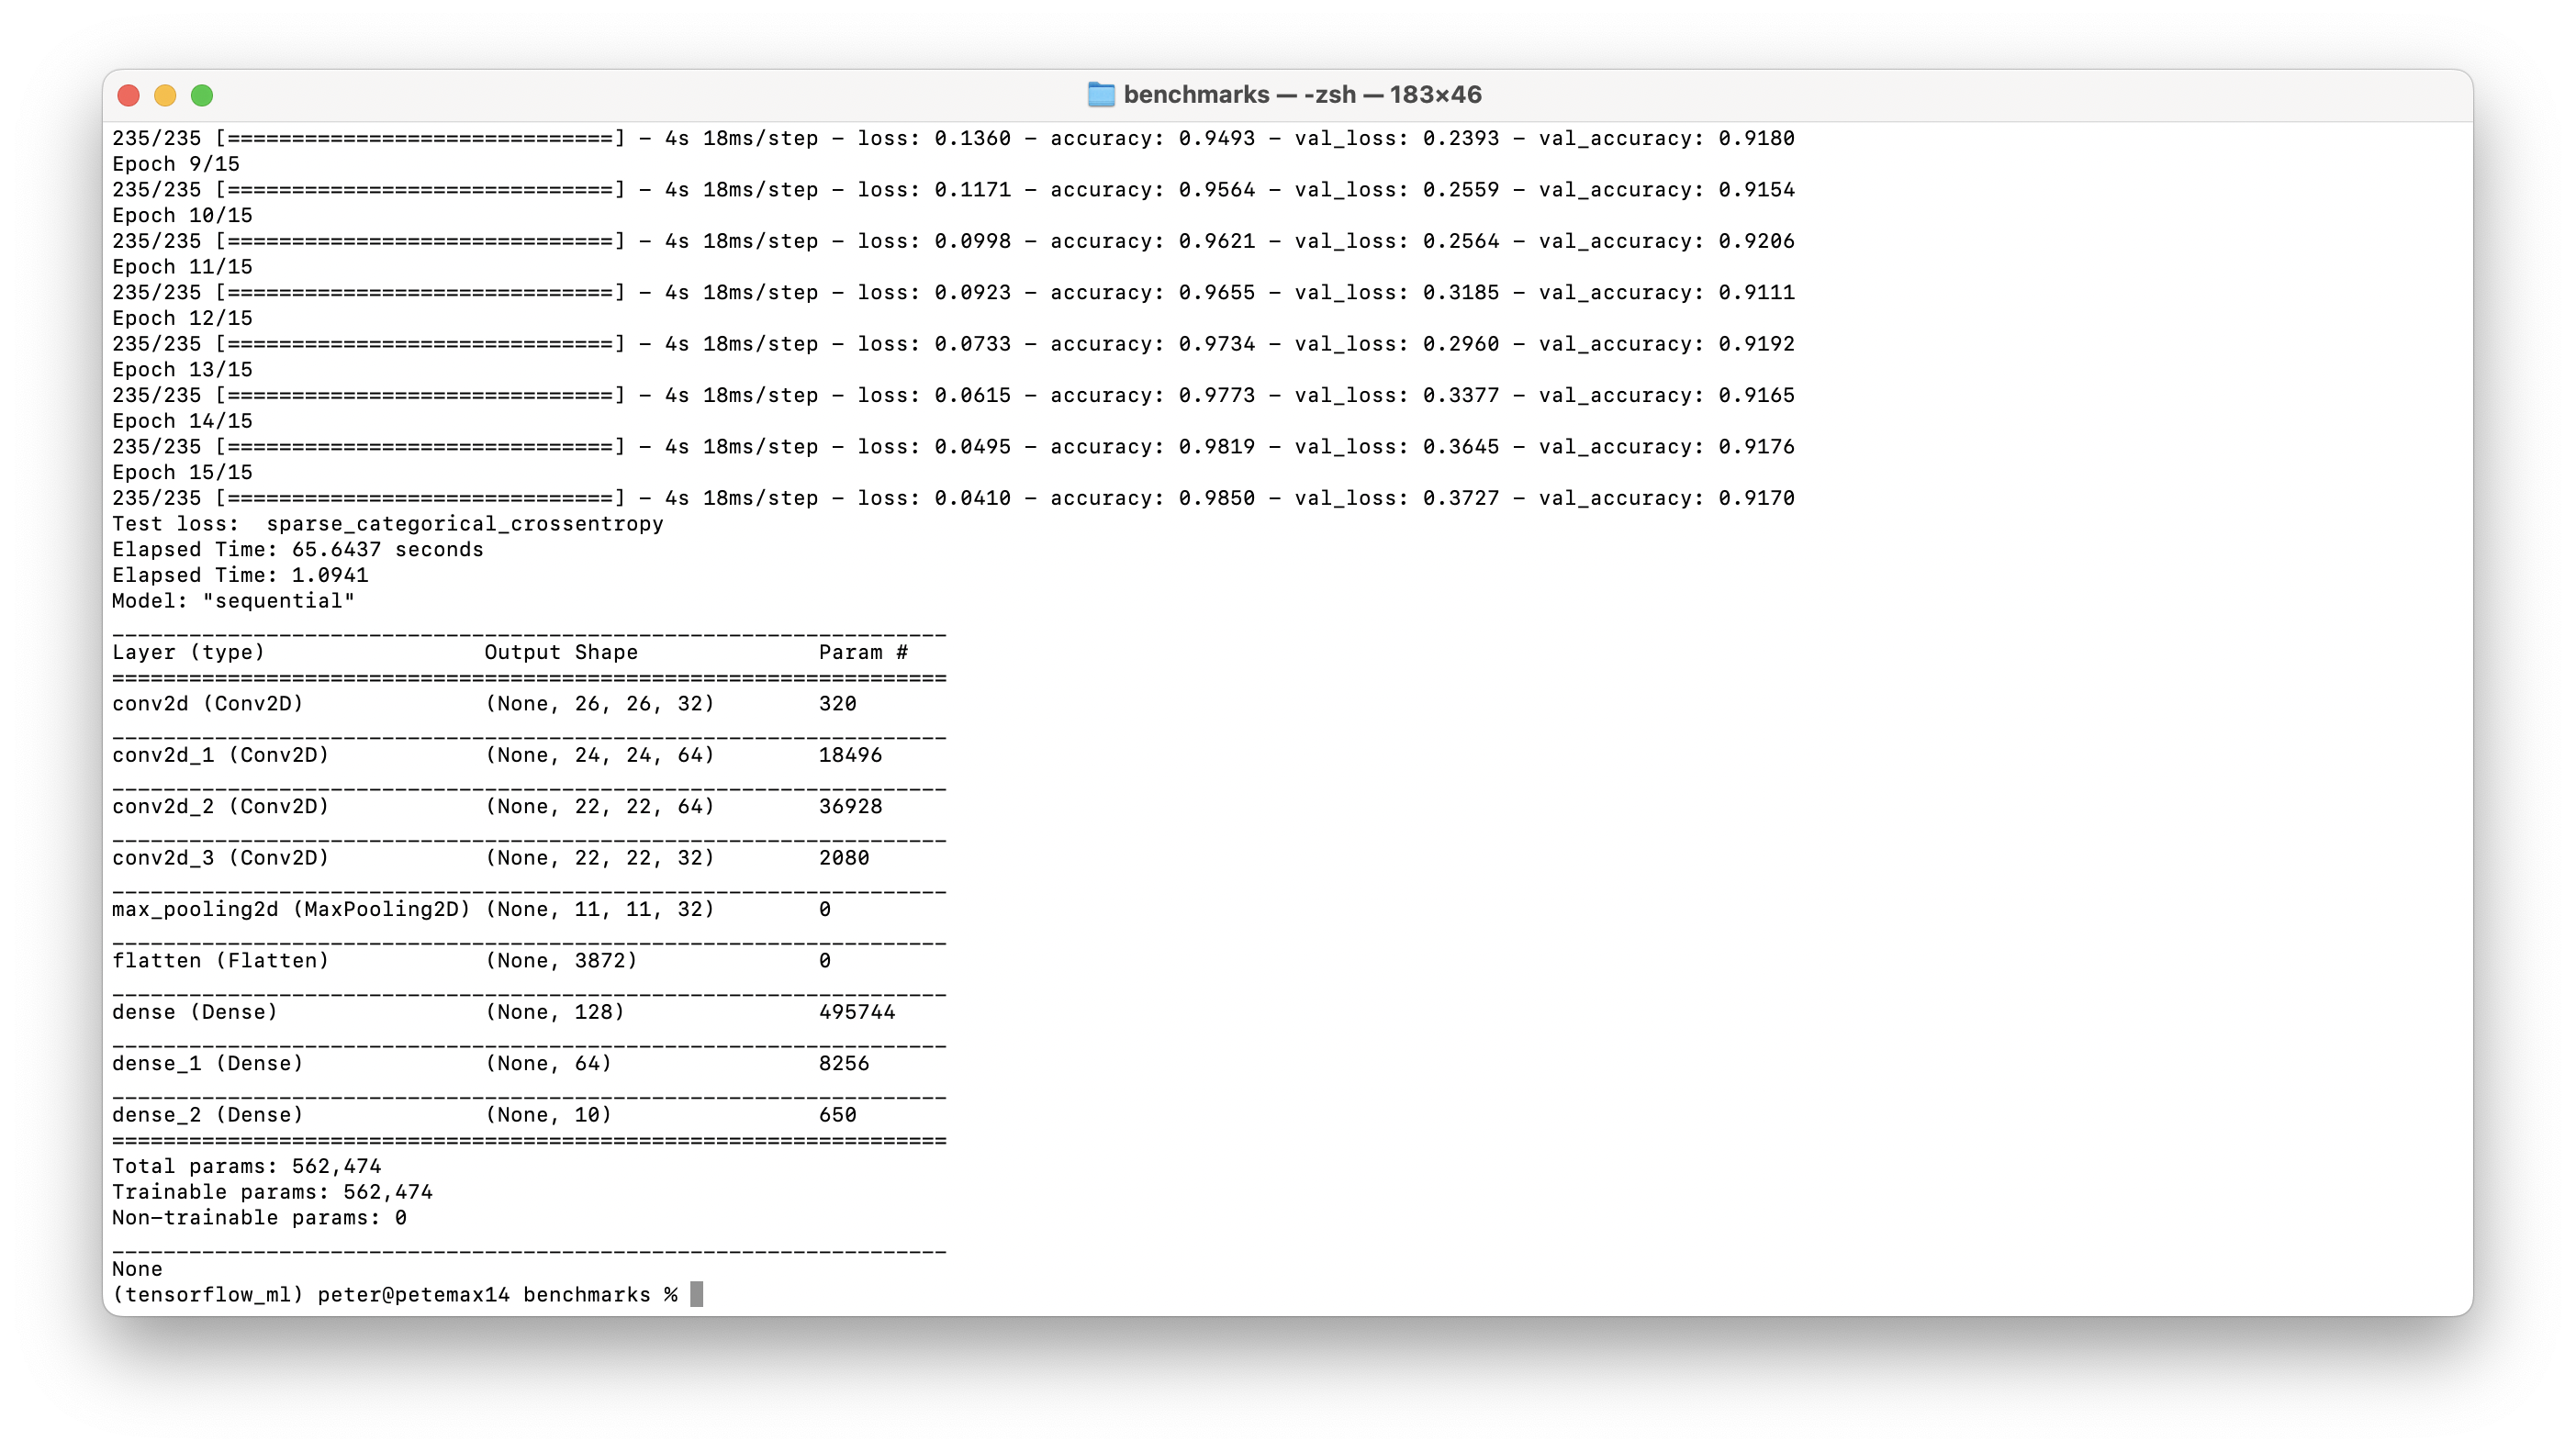 benchmarks — -zsh — 183×46
235/235 [==============================] - 4s 18ms/step - loss: 0.1360 - accuracy: 0.9493 - val_loss: 0.2393 - val_accuracy: 0.9180
Epoch 9/15
235/235 [==============================] - 4s 18ms/step - loss: 0.1171 - accuracy: 0.9564 - val_loss: 0.2559 - val_accuracy: 0.9154
Epoch 10/15
235/235 [==============================] - 4s 18ms/step - loss: 0.0998 - accuracy: 0.9621 - val_loss: 0.2564 - val_accuracy: 0.9206
Epoch 11/15
235/235 [==============================] - 4s 18ms/step - loss: 0.0923 - accuracy: 0.9655 - val_loss: 0.3185 - val_accuracy: 0.9111
Epoch 12/15
235/235 [==============================] - 4s 18ms/step - loss: 0.0733 - accuracy: 0.9734 - val_loss: 0.2960 - val_accuracy: 0.9192
Epoch 13/15
235/235 [==============================] - 4s 18ms/step - loss: 0.0615 - accuracy: 0.9773 - val_loss: 0.3377 - val_accuracy: 0.9165
Epoch 14/15
235/235 [==============================] - 4s 18ms/step - loss: 0.0495 - accuracy: 0.9819 - val_loss: 0.3645 - val_accuracy: 0.9176
Epoch 15/15
235/235 [==============================] - 4s 18ms/step - loss: 0.0410 - accuracy: 0.9850 - val_loss: 0.3727 - val_accuracy: 0.9170
Test loss:  sparse_categorical_crossentropy
Elapsed Time: 65.6437 seconds
Elapsed Time: 1.0941
Model: "sequential"
_________________________________________________________________
Layer (type)                 Output Shape              Param #
=================================================================
conv2d (Conv2D)              (None, 26, 26, 32)        320
_________________________________________________________________
conv2d_1 (Conv2D)            (None, 24, 24, 64)        18496
_________________________________________________________________
conv2d_2 (Conv2D)            (None, 22, 22, 64)        36928
_________________________________________________________________
conv2d_3 (Conv2D)            (None, 22, 22, 32)        2080
_________________________________________________________________
max_pooling2d (MaxPooling2D) (None, 11, 11, 32)        0
_________________________________________________________________
flatten (Flatten)            (None, 3872)              0
_________________________________________________________________
dense (Dense)                (None, 128)               495744
_________________________________________________________________
dense_1 (Dense)              (None, 64)                8256
_________________________________________________________________
dense_2 (Dense)              (None, 10)                650
=================================================================
Total params: 562,474
Trainable params: 562,474
Non-trainable params: 0
_________________________________________________________________
None
(tensorflow_ml) peter@petemax14 benchmarks %